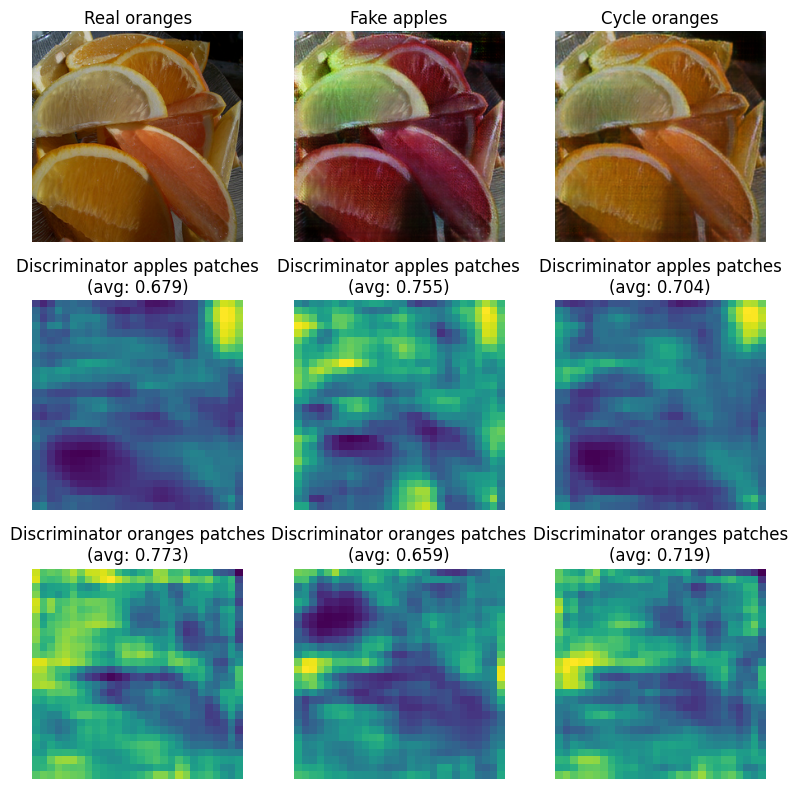 Real oranges
Fake apples
Cycle oranges
Discriminator apples patches
(avg: 0.679)
Discriminator apples patches
(avg: 0.755)
Discriminator apples patches
(avg: 0.704)
Discriminator oranges patches
(avg: 0.773)
Discriminator oranges patches
(avg: 0.659)
Discriminator oranges patches
(avg: 0.719)